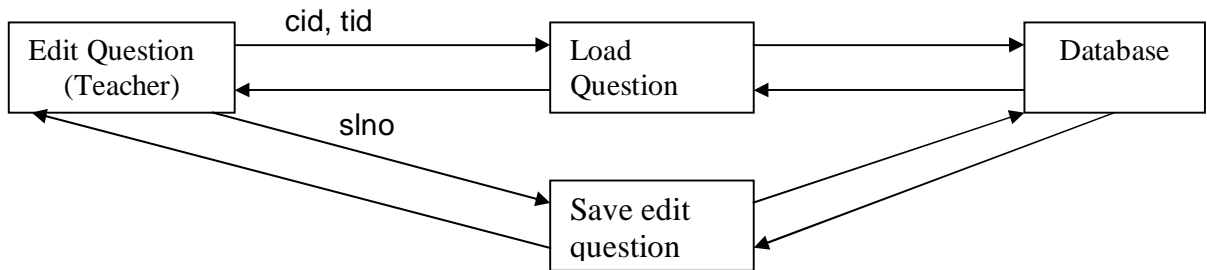 cid, tid
Edit Question
(Teacher)
Load
Question
Database
slno
Save edit
question